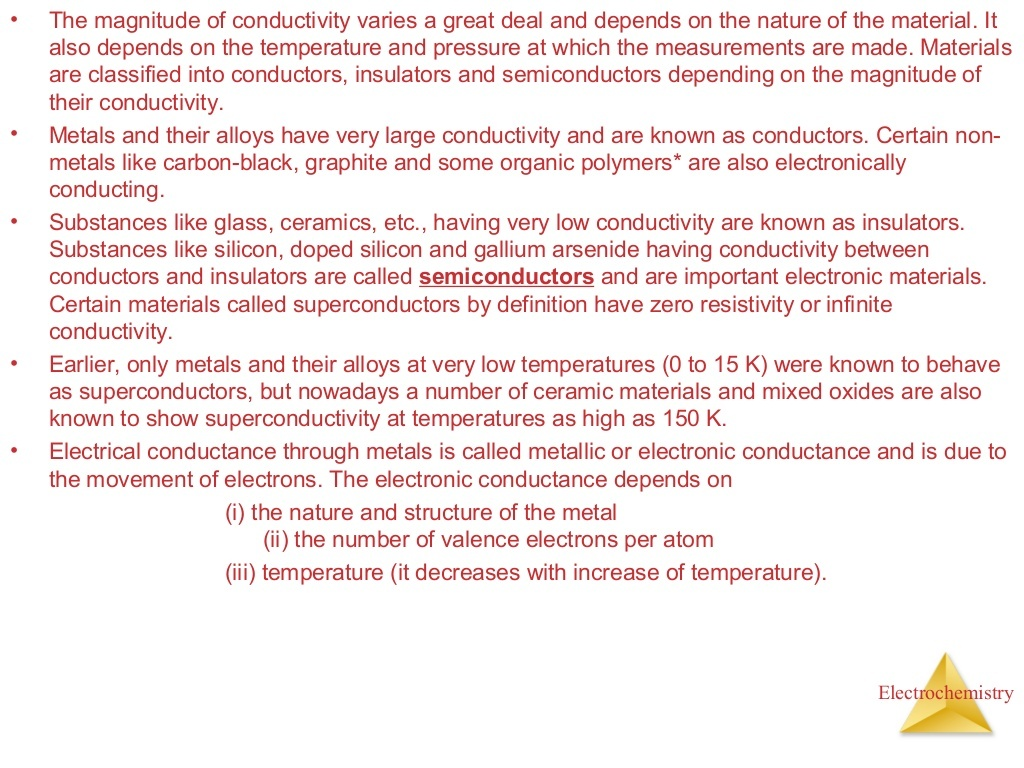 • The magnitude of conductivity varies a great deal and depends on the nature of the material. It
also depends on the temperature and pressure at which the measurements are made. Materials
are classified into conductors, insulators and semiconductors depending on the magnitude of
their conductivity.
• Metals and their alloys have very large conductivity and are known as conductors. Certain non-
metals like carbon-black, graphite and some organic polymers* are also electronically
conducting.
• Substances like glass, ceramics, etc., having very low conductivity are known as insulators.
Substances like silicon, doped silicon and gallium arsenide having conductivity between
conductors and insulators are called semiconductors and are important electronic materials.
Certain materials called superconductors by definition have zero resistivity or infinite
conductivity.
• Earlier, only metals and their alloys at very low temperatures (0 to 15 K) were known to behave
as superconductors, but nowadays a number of ceramic materials and mixed oxides are also
known to show superconductivity at temperatures as high as 150 K.
• Electrical conductance through metals is called metallic or electronic conductance and is due to
the movement of electrons. The electronic conductance depends on
(i) the nature and structure of the metal
(ii) the number of valence electrons per atom
(iii) temperature (it decreases with increase of temperature).
Electrochemistry